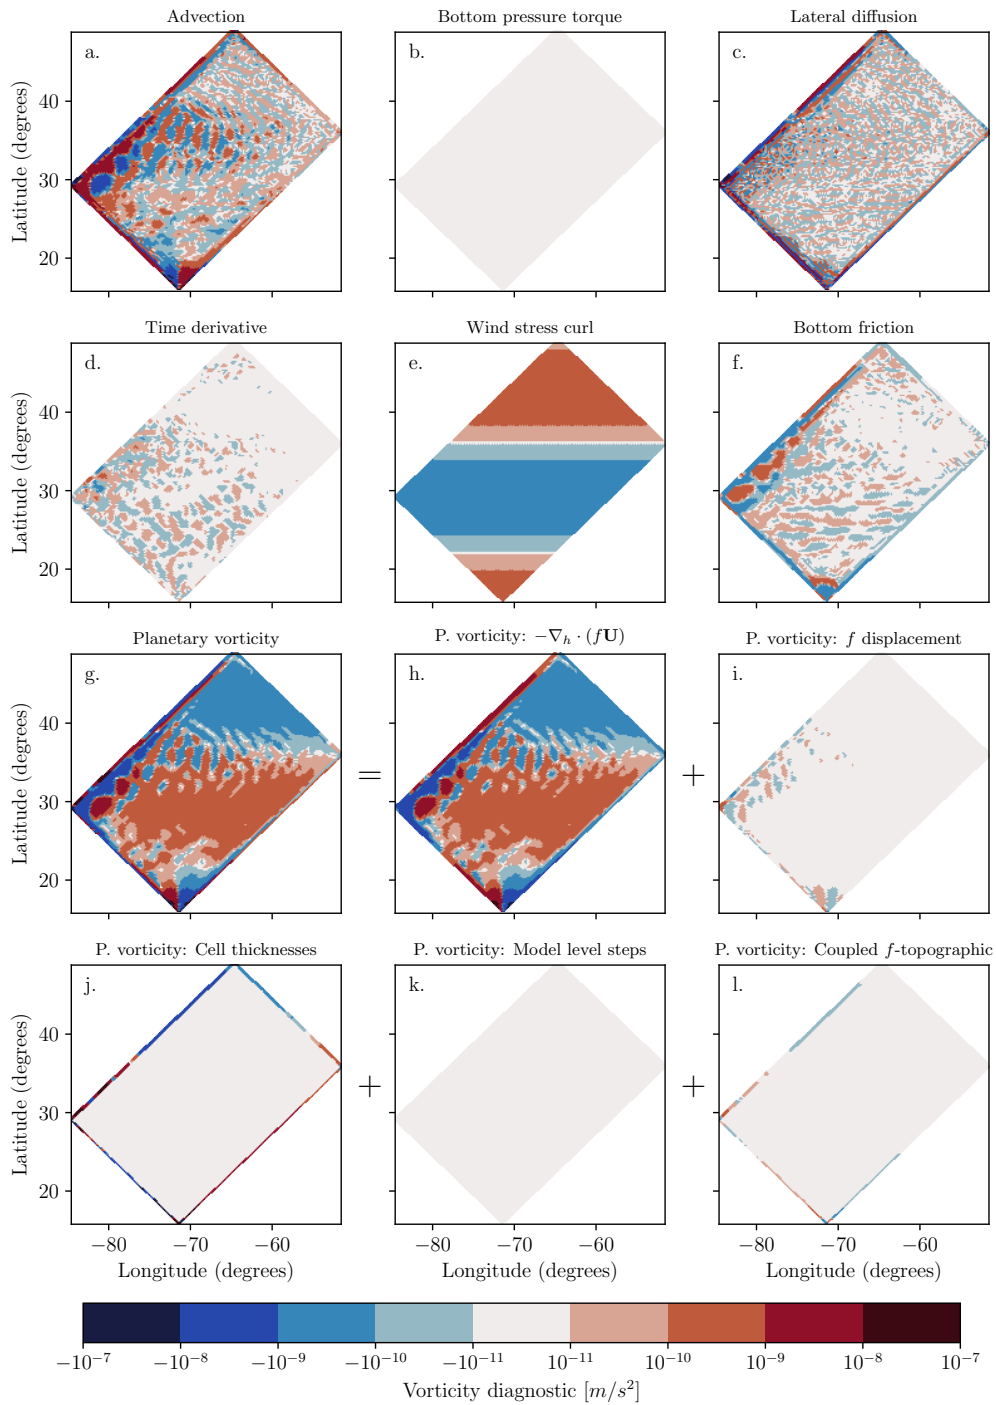 Advection
Bottom pressure torque
Lateral diffusion
a.
b.
c.
Latitude (degrees)
40
30
20
Time derivative
Wind stress curl
Bottom friction
d.
e.
f.
Latitude (degrees)
40
30
20
Planetary vorticity
P. vorticity: −∇ₕ · (fU)
P. vorticity: f displacement
g.
h.
i.
Latitude (degrees)
40
30
20
=
+
P. vorticity: Cell thicknesses
P. vorticity: Model level steps
P. vorticity: Coupled f-topographic
j.
k.
l.
Latitude (degrees)
40
30
20
+
+
−80 −70 −60
−80 −70 −60
−80 −70 −60
Longitude (degrees)
Longitude (degrees)
Longitude (degrees)
−10⁻⁷ −10⁻⁸ −10⁻⁹ −10⁻¹⁰ −10⁻¹¹ 10⁻¹¹ 10⁻¹⁰ 10⁻⁹ 10⁻⁸ 10⁻⁷
Vorticity diagnostic [m/s²]